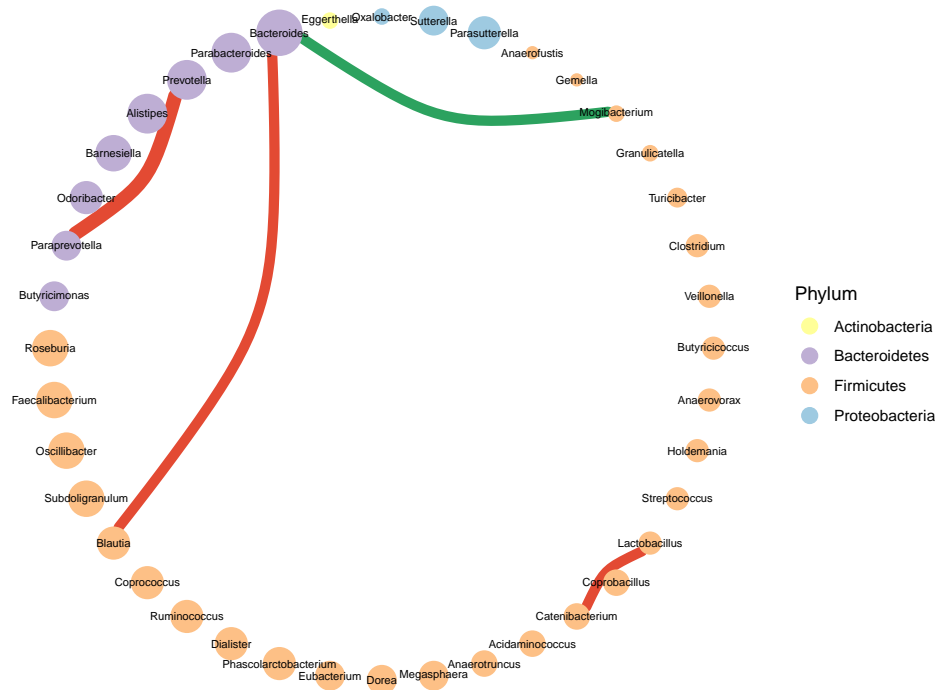 Eggerthella
Oxalobacter
Sutterella
Parasutterella
Bacteroides
Parabacteroides
Anaerofustis
Prevotella
Gemella
Alistipes
Mogibacterium
Barnesiella
Granulicatella
Odoribacter
Turicibacter
Paraprevotella
Clostridium
Butyricimonas
Veillonella
Roseburia
Butyricicoccus
Faecalibacterium
Anaerovorax
Oscillibacter
Holdemania
Subdoligranulum
Streptococcus
Blautia
Lactobacillus
Coprococcus
Coprobacillus
Ruminococcus
Catenibacterium
Dialister
Acidaminococcus
Phascolarctobacterium
Anaerotruncus
Eubacterium
Megasphaera
Dorea
Phylum
Actinobacteria
Bacteroidetes
Firmicutes
Proteobacteria